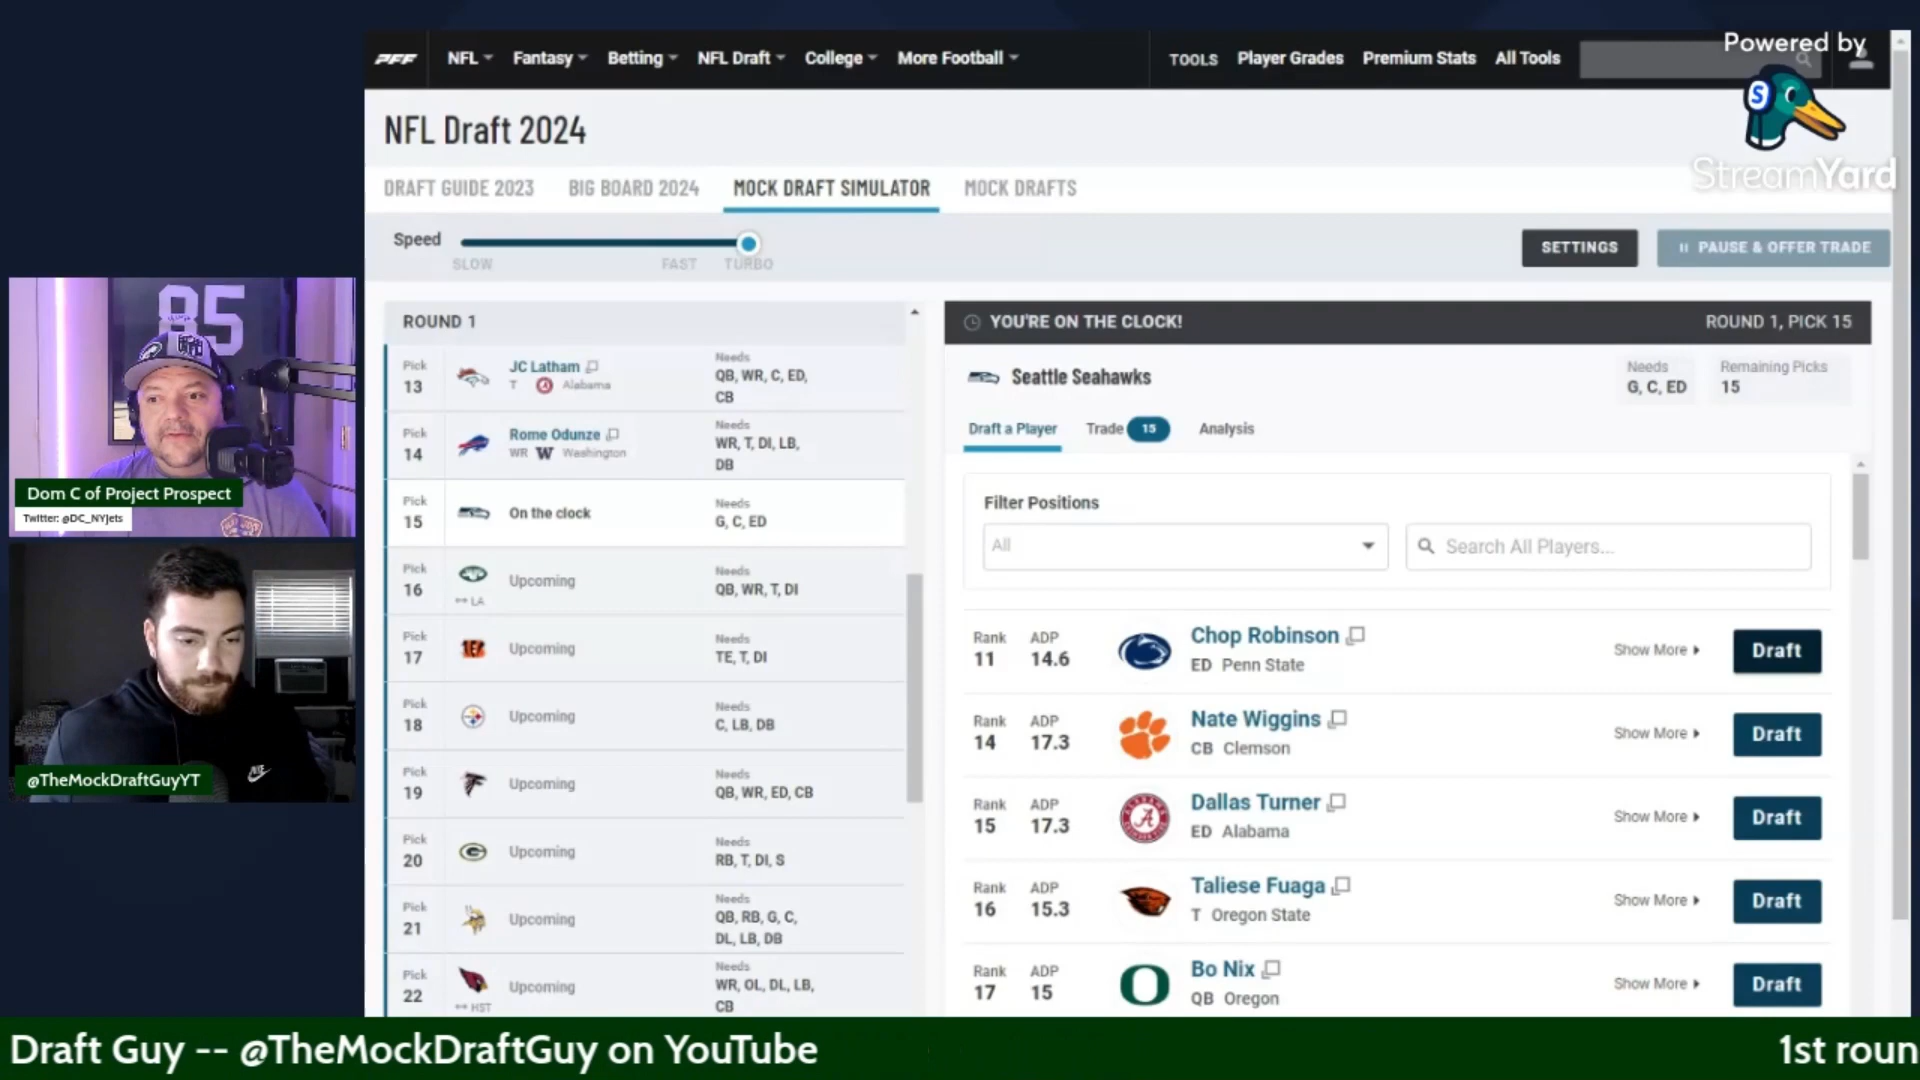 Powered by
StreamYard
PFF
NFL
Fantasy
Betting
NFL Draft
College
More Football
TOOLS
Player Grades
Premium Stats
All Tools
NFL Draft 2024
DRAFT GUIDE 2023
BIG BOARD 2024
MOCK DRAFT SIMULATOR
MOCK DRAFTS
Speed
SLOW
FAST
TURBO
SETTINGS
PAUSE & OFFER TRADE
85
Dom C of Project Prospect
Twitter: @DC_NYJets
@TheMockDraftGuyYT
ROUND 1
Pick 13
JC Latham
T Alabama
Needs
QB, WR, C, ED,
CB
Pick 14
Rome Odunze
WR W Washington
Needs
WR, T, DI, LB,
DB
Pick 15
On the clock
Needs
G, C, ED
Pick 16
LA
Upcoming
Needs
QB, WR, T, DI
Pick 17
Upcoming
Needs
TE, T, DI
Pick 18
Upcoming
Needs
C, LB, DB
Pick 19
Upcoming
Needs
QB, WR, ED, CB
Pick 20
Upcoming
Needs
RB, T, DI, S
Pick 21
Upcoming
Needs
QB, RB, G, C,
DL, LB, DB
Pick 22
HST
Upcoming
Needs
WR, OL, DL, LB,
CB
YOU'RE ON THE CLOCK!
ROUND 1, PICK 15
Seattle Seahawks
Needs
G, C, ED
Remaining Picks
15
Draft a Player
Trade 15
Analysis
Filter Positions
All
Search All Players...
Rank 11
ADP 14.6
Chop Robinson
ED Penn State
Show More
Draft
Rank 14
ADP 17.3
Nate Wiggins
CB Clemson
Show More
Draft
Rank 15
ADP 17.3
Dallas Turner
ED Alabama
Show More
Draft
Rank 16
ADP 15.3
Taliese Fuaga
T Oregon State
Show More
Draft
Rank 17
ADP 15
Bo Nix
QB Oregon
Show More
Draft
Draft Guy -- @TheMockDraftGuy on YouTube
1st roun